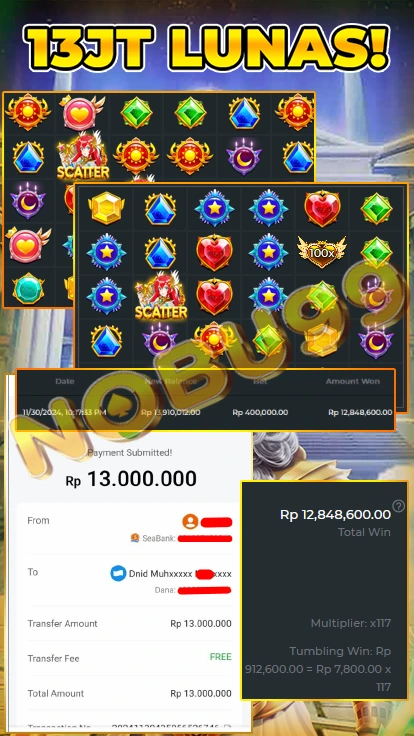 13JT LUNAS!
SCATTER
100x
SCATTER
NOBU99
Date New Balance Bet Amount Won
11/30/2024, 10:17:33 PM Rp 13,910,012.00 Rp 400,000.00 Rp 12,848,600.00
Payment Submitted!
Rp 13.000.000
From
SeaBank:
To Dnid Muhxxxxx xxxx
Dana:
Transfer Amount Rp 13.000.000
Transfer Fee FREE
Total Amount Rp 13.000.000
Transaction No
Rp 12,848,600.00
Total Win
Multiplier: x117
Tumbling Win: Rp
912,600.00 = Rp 7,800.00 x
117